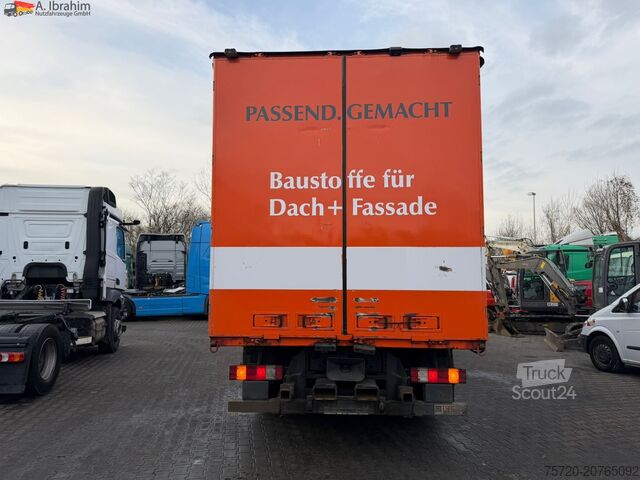 A. Ibrahim
Nutzfahrzeuge GmbH
PASSEND.GEMACHT
Baustoffe für
Dach+ Fassade
Truck
Scout24
75720-20765092